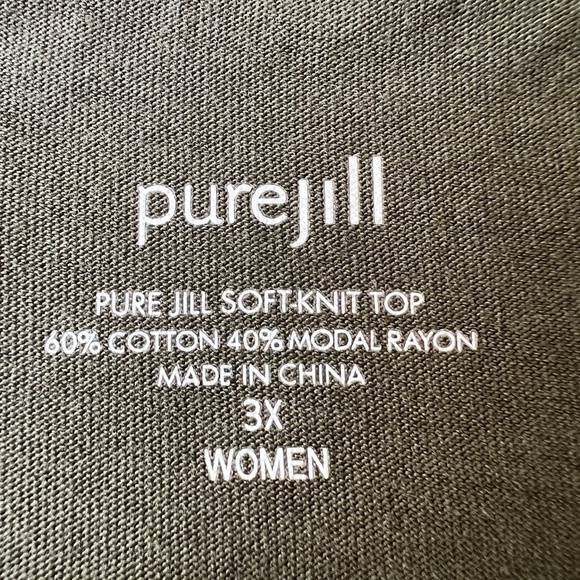 purejill
PURE JILL SOFT-KNIT TOP
60% COTTON 40% MODAL RAYON
MADE IN CHINA
3X
WOMEN